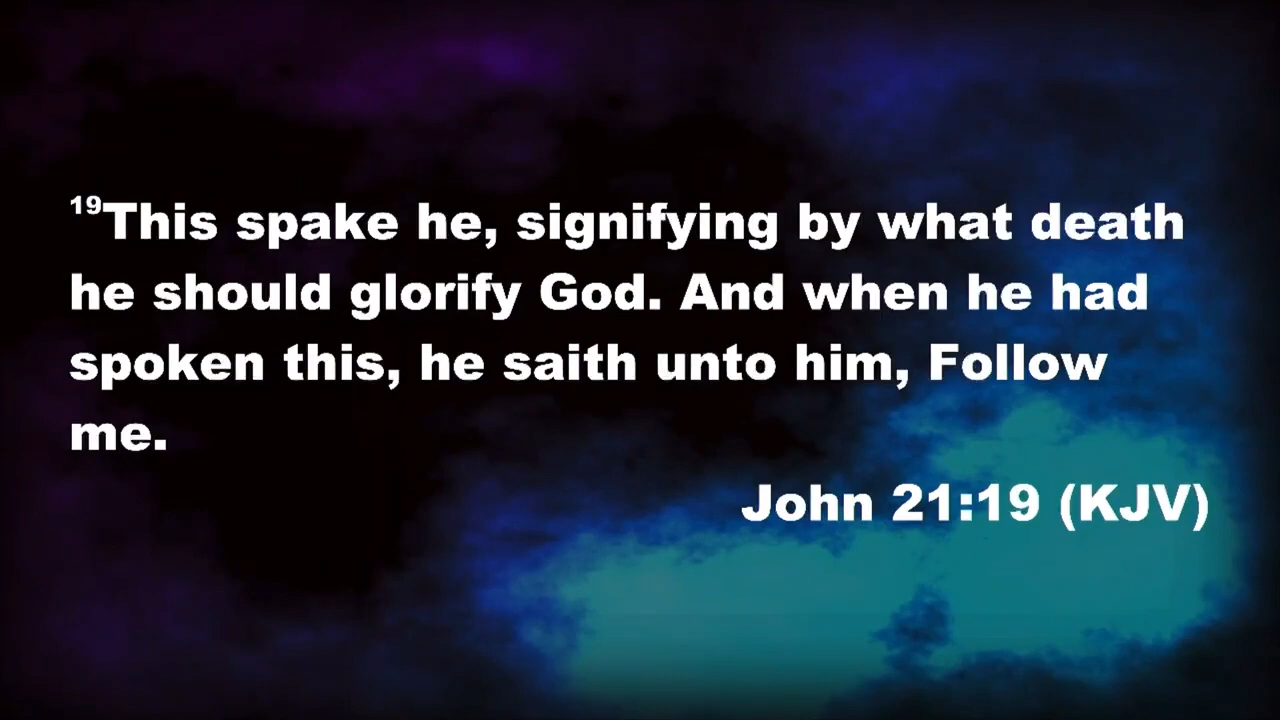 19This spake he, signifying by what death
he should glorify God. And when he had
spoken this, he saith unto him, Follow
me.
John 21:19 (KJV)